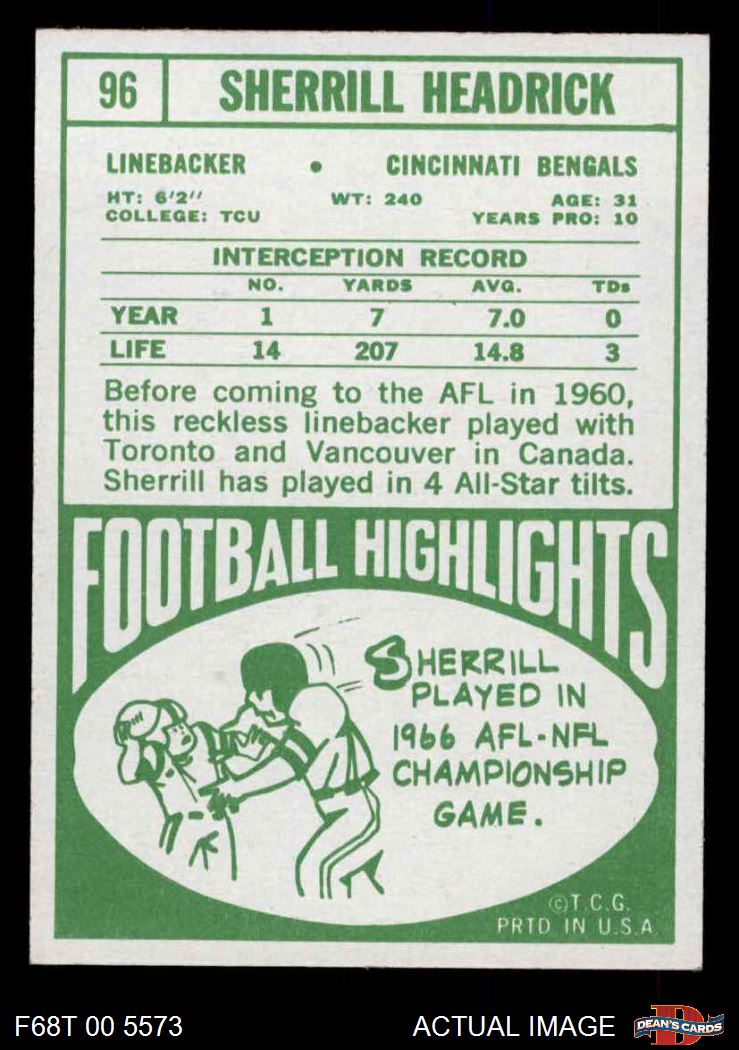 96 SHERRILL HEADRICK
LINEBACKER • CINCINNATI BENGALS
HT: 6'2" WT: 240 AGE: 31
COLLEGE: TCU YEARS PRO: 10
INTERCEPTION RECORD
NO. YARDS AVG. TDs
YEAR 1 7 7.0 0
LIFE 14 207 14.8 3
Before coming to the AFL in 1960,
this reckless linebacker played with
Toronto and Vancouver in Canada.
Sherrill has played in 4 All-Star tilts.
FOOTBALL HIGHLIGHTS
SHERRILL
PLAYED IN
1966 AFL-NFL
CHAMPIONSHIP
GAME.
©T.C.G.
PRTD IN U.S.A
F68T 00 5573 ACTUAL IMAGE DEAN'S CARDS